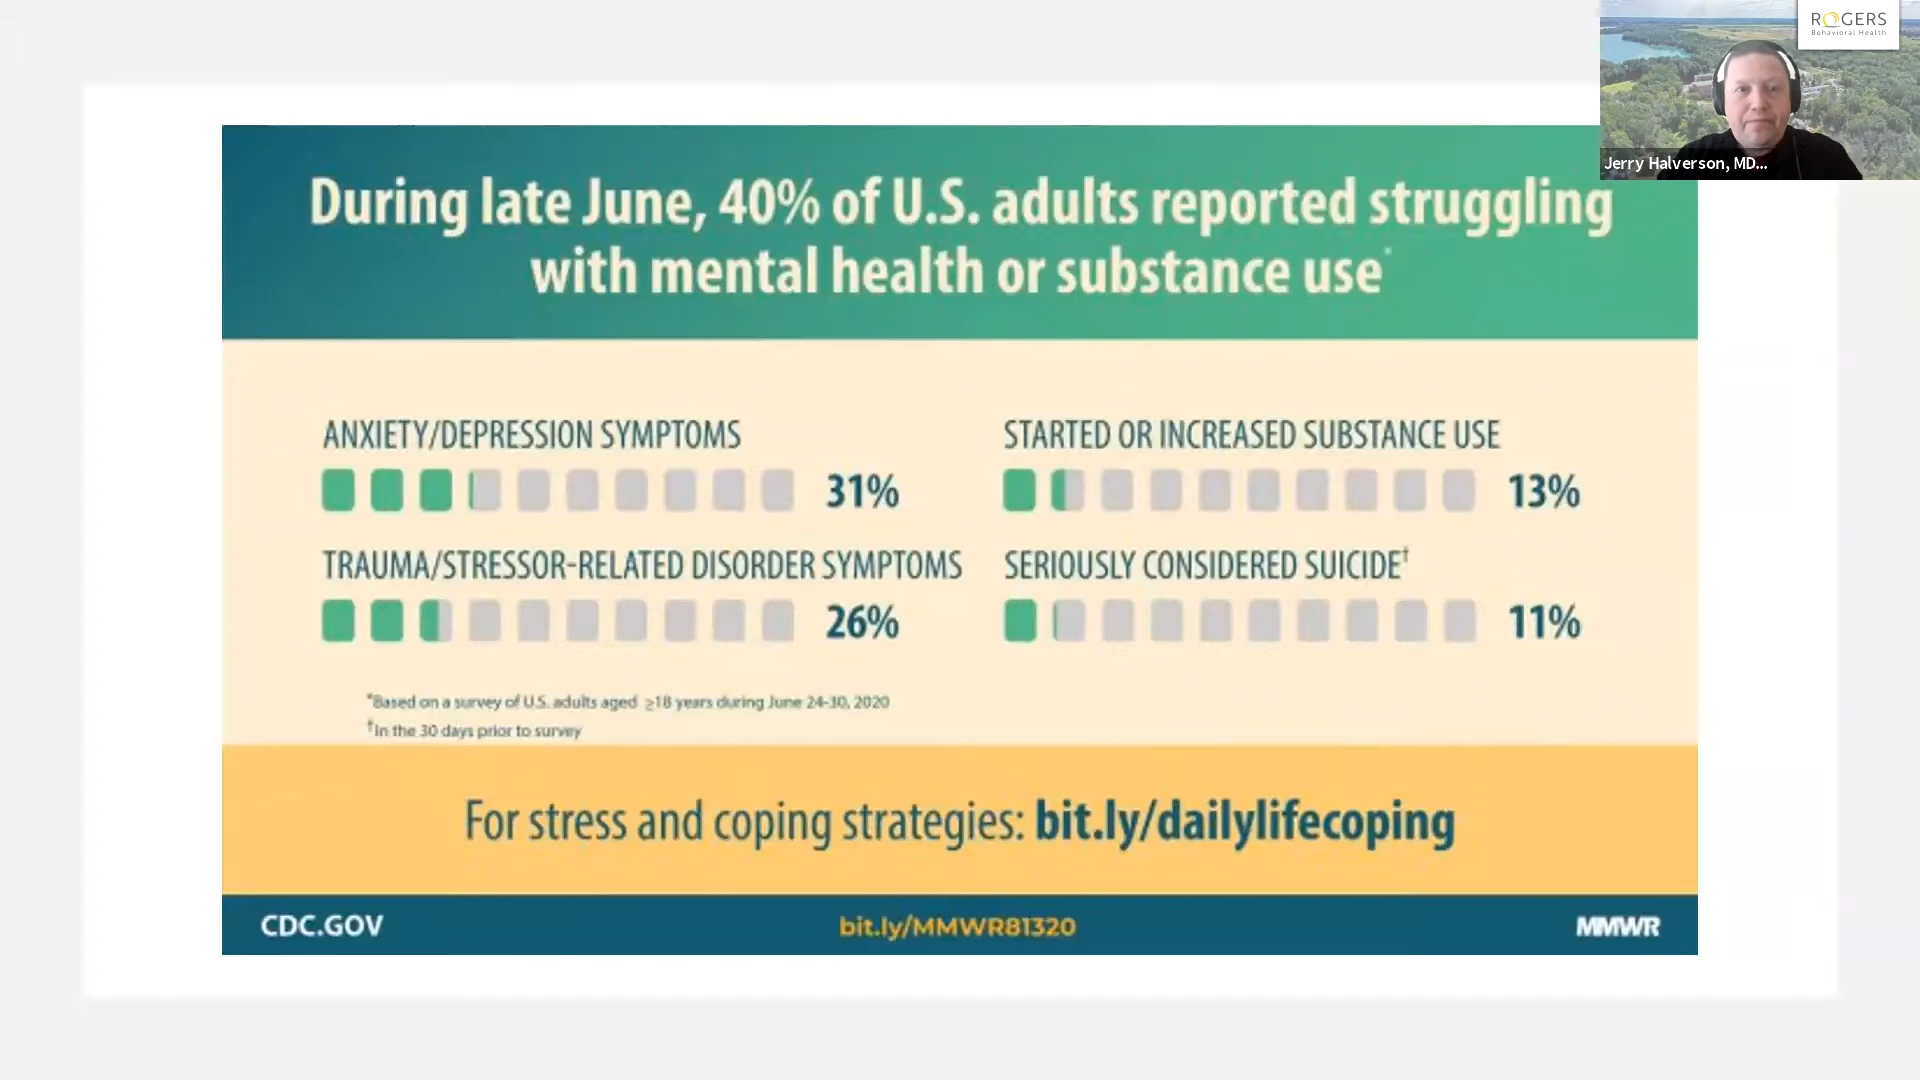 ROGERS
Behavioral Health
Jerry Halverson, MD...
During late June, 40% of U.S. adults reported struggling
with mental health or substance use*
ANXIETY/DEPRESSION SYMPTOMS
31%
STARTED OR INCREASED SUBSTANCE USE
13%
TRAUMA/STRESSOR-RELATED DISORDER SYMPTOMS
26%
SERIOUSLY CONSIDERED SUICIDE†
11%
*Based on a survey of U.S. adults aged ≥18 years during June 24-30, 2020
†In the 30 days prior to survey
For stress and coping strategies: bit.ly/dailylifecoping
CDC.GOV
bit.ly/MMWR81320
MMWR